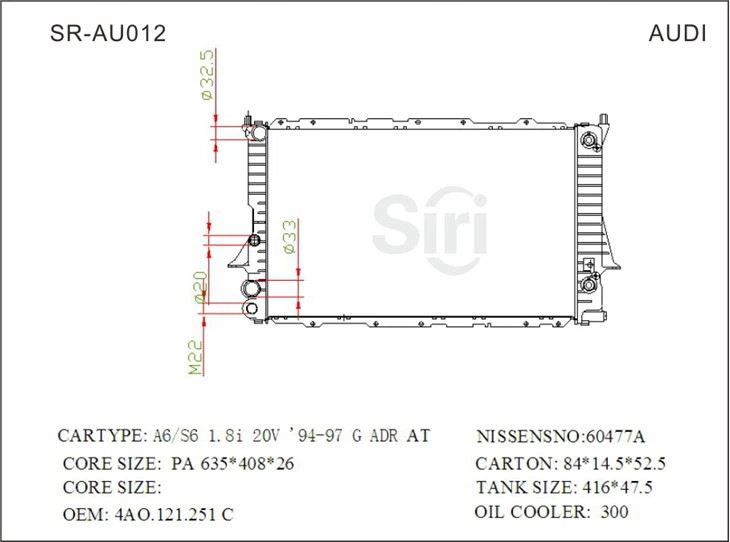 SR-AU012
AUDI
Ø32.5
Siri
Ø33
Ø20
M22
CARTYPE: A6/S6 1.8i 20V '94-97 G ADR AT
NISSENSNO:60477A
CORE SIZE: PA 635*408*26
CARTON: 84*14.5*52.5
CORE SIZE:
TANK SIZE: 416*47.5
OEM: 4AO.121.251 C
OIL COOLER: 300